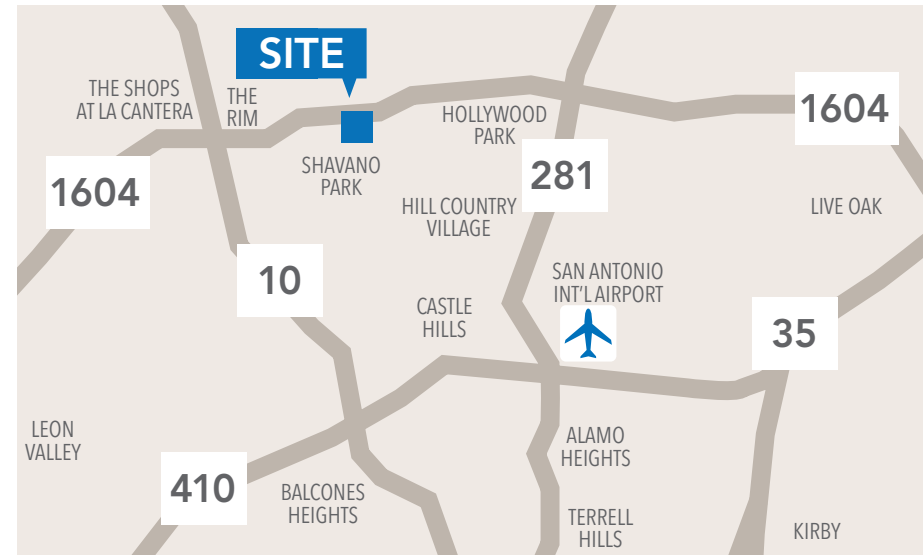 SITE
THE SHOPS
AT LA CANTERA
THE
RIM
HOLLYWOOD
PARK
1604
SHAVANO
PARK
1604
281
HILL COUNTRY
VILLAGE
LIVE OAK
10
SAN ANTONIO
INT'L AIRPORT
CASTLE
HILLS
35
LEON
VALLEY
ALAMO
HEIGHTS
410
BALCONES
HEIGHTS
TERRELL
HILLS
KIRBY